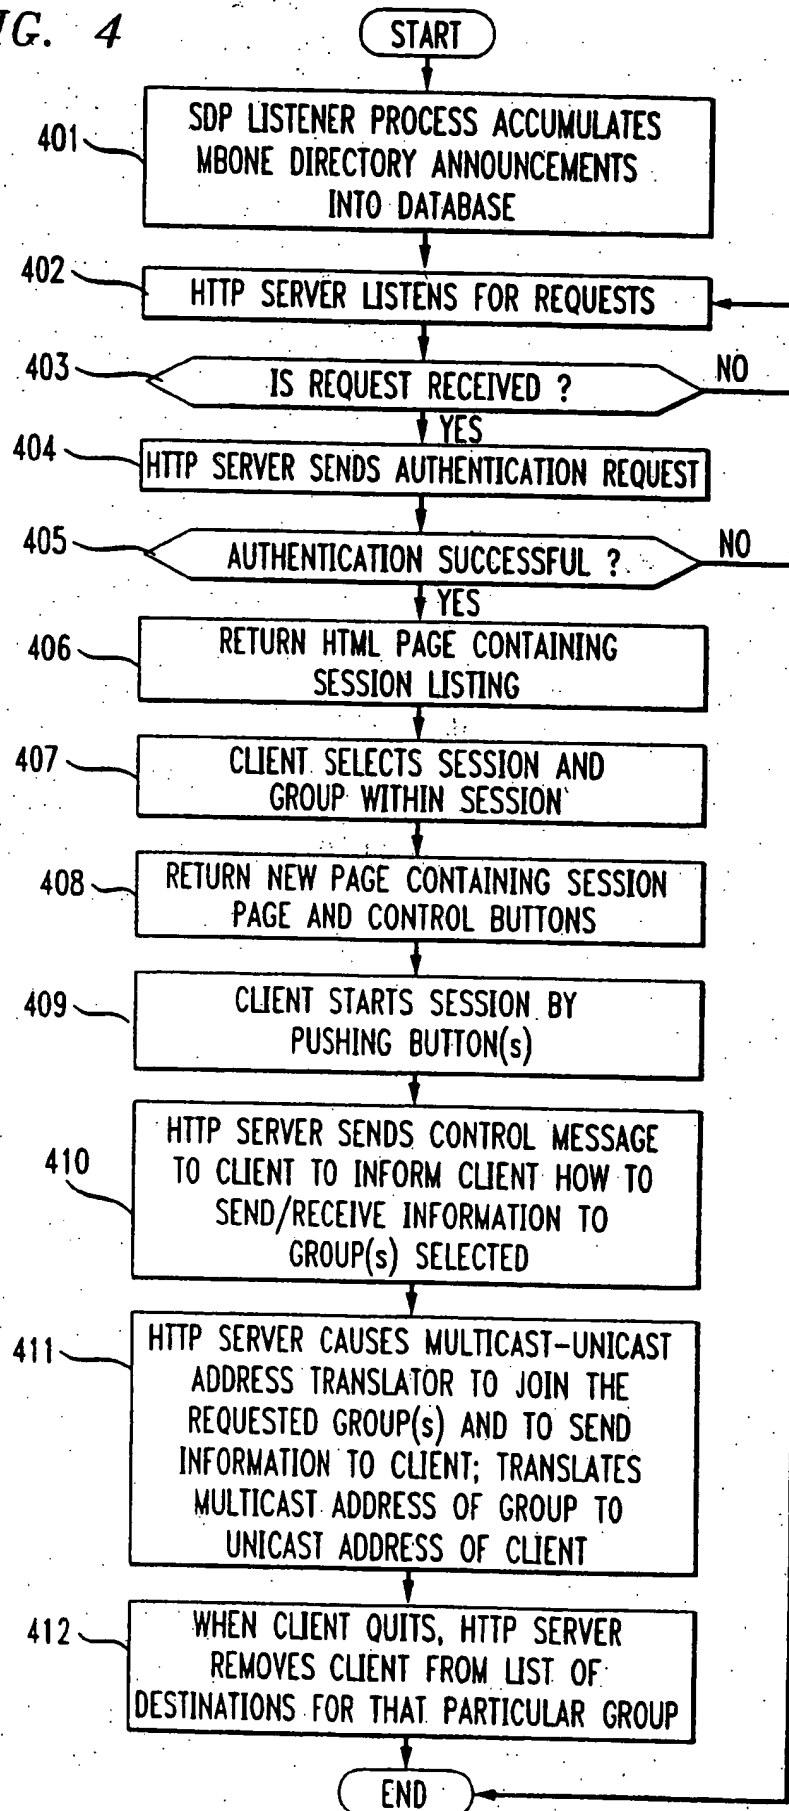 IG. 4
START
401
SDP LISTENER PROCESS ACCUMULATES
MBONE DIRECTORY ANNOUNCEMENTS
INTO DATABASE
402
HTTP SERVER LISTENS FOR REQUESTS
403
IS REQUEST RECEIVED ?
NO
YES
404
HTTP SERVER SENDS AUTHENTICATION REQUEST
405
AUTHENTICATION SUCCESSFUL ?
NO
YES
406
RETURN HTML PAGE CONTAINING
SESSION LISTING
407
CLIENT SELECTS SESSION AND
GROUP WITHIN SESSION
408
RETURN NEW PAGE CONTAINING SESSION
PAGE AND CONTROL BUTTONS
409
CLIENT STARTS SESSION BY
PUSHING BUTTON(s)
410
HTTP SERVER SENDS CONTROL MESSAGE
TO CLIENT TO INFORM CLIENT HOW TO
SEND/RECEIVE INFORMATION TO
GROUP(s) SELECTED
411
HTTP SERVER CAUSES MULTICAST-UNICAST
ADDRESS TRANSLATOR TO JOIN THE
REQUESTED GROUP(s) AND TO SEND
INFORMATION TO CLIENT; TRANSLATES
MULTICAST ADDRESS OF GROUP TO
UNICAST ADDRESS OF CLIENT
412
WHEN CLIENT QUITS, HTTP SERVER
REMOVES CLIENT FROM LIST OF
DESTINATIONS FOR THAT PARTICULAR GROUP
END